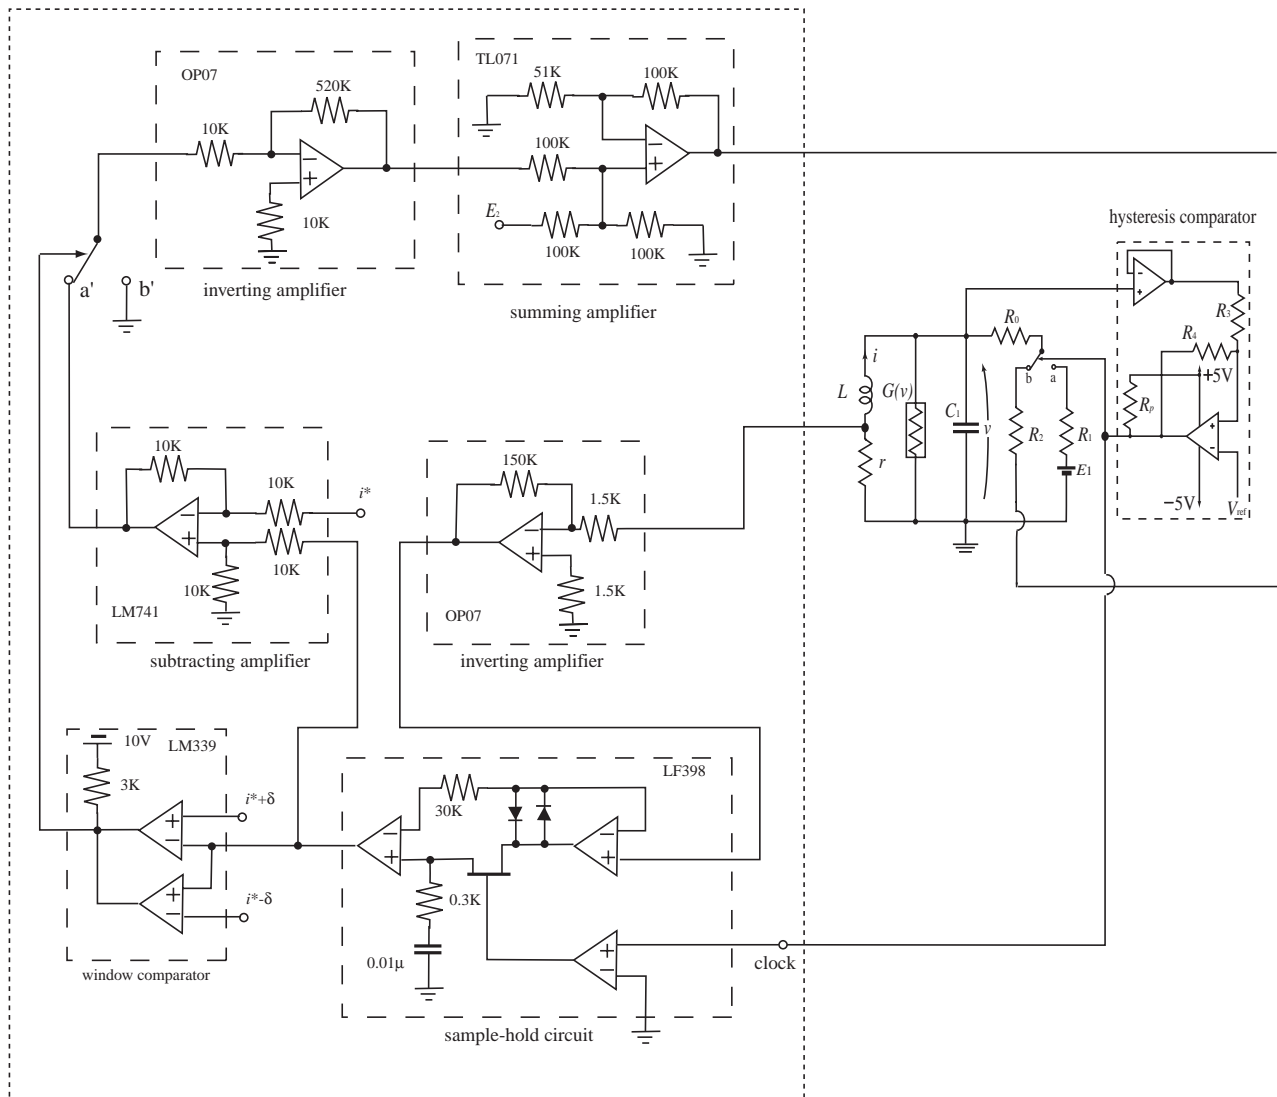 OP07
520K
10K
10K
inverting amplifier
TL071
51K
100K
100K
E2
100K
100K
summing amplifier
a'
b'
hysteresis comparator
R3
R4
+5V
Rp
−5V
Vref
R0
b
a
i
L
G(v)
C1
v
R2
R1
E1
r
10K
10K
i*
10K
10K
LM741
subtracting amplifier
150K
1.5K
1.5K
OP07
inverting amplifier
10V
LM339
3K
i*+δ
i*-δ
window comparator
LF398
30K
0.3K
0.01μ
clock
sample-hold circuit